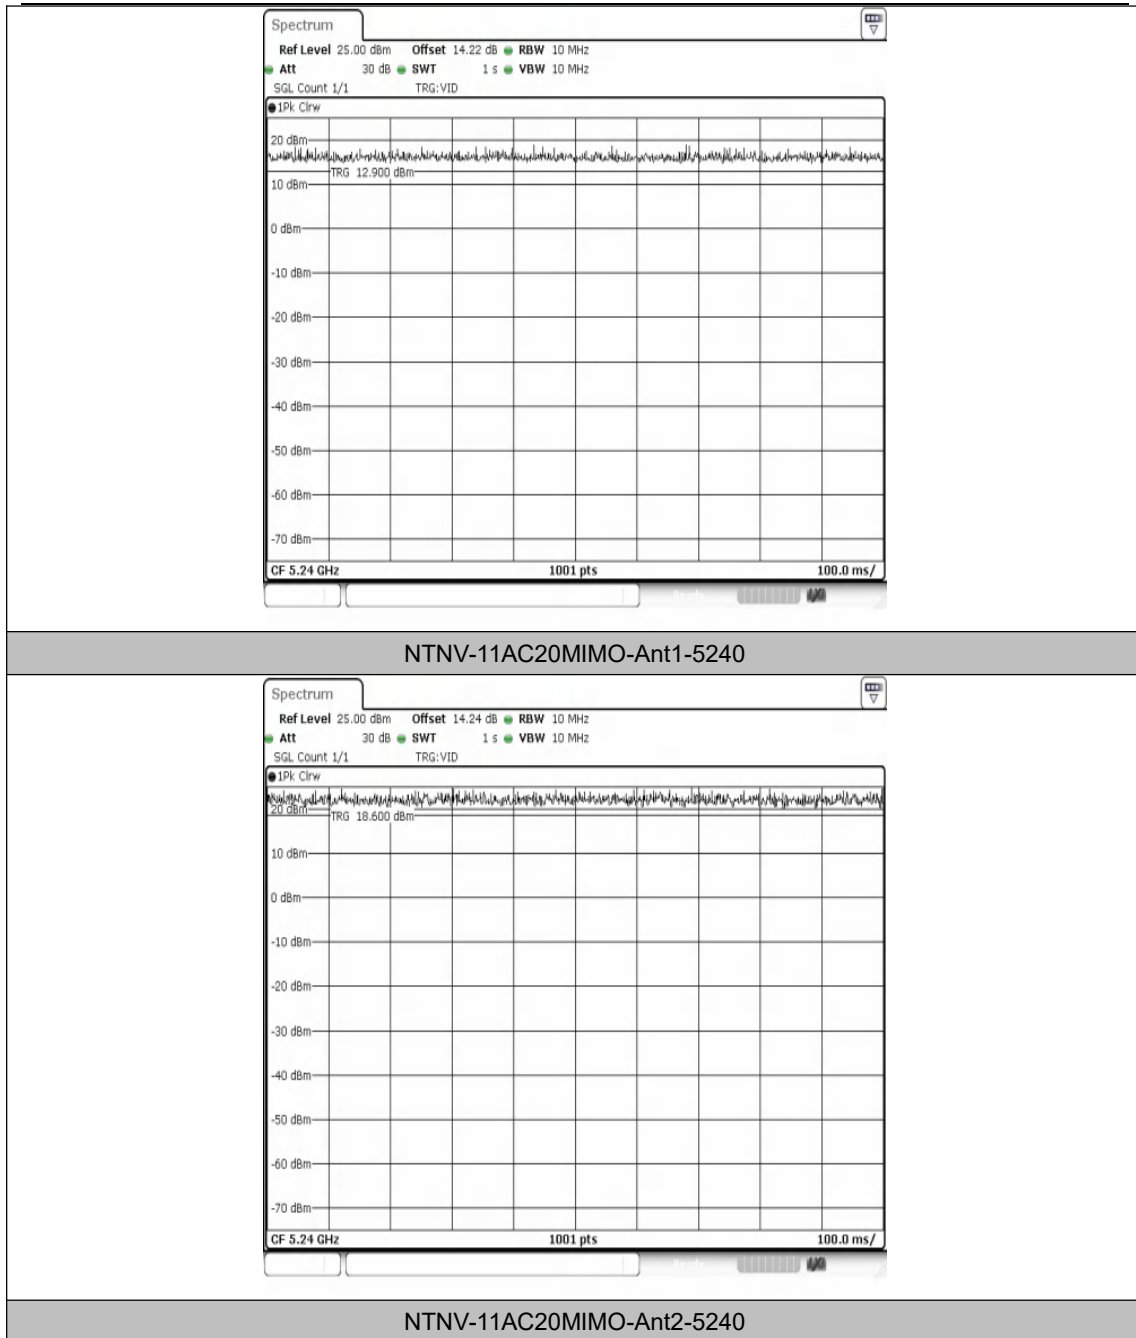 Spectrum
Ref Level 25.00 dBm Offset 14.22 dB RBW 10 MHz
Att 30 dB SWT 1 s VBW 10 MHz
SGL Count 1/1 TRG:VID
1Pk Clrw
20 dBm
TRG 12.900 dBm
10 dBm
0 dBm
-10 dBm
-20 dBm
-30 dBm
-40 dBm
-50 dBm
-60 dBm
-70 dBm
CF 5.24 GHz 1001 pts 100.0 ms/
Ready
NTNV-11AC20MIMO-Ant1-5240
Spectrum
Ref Level 25.00 dBm Offset 14.24 dB RBW 10 MHz
Att 30 dB SWT 1 s VBW 10 MHz
SGL Count 1/1 TRG:VID
1Pk Clrw
20 dBm
TRG 18.600 dBm
10 dBm
0 dBm
-10 dBm
-20 dBm
-30 dBm
-40 dBm
-50 dBm
-60 dBm
-70 dBm
CF 5.24 GHz 1001 pts 100.0 ms/
Ready
NTNV-11AC20MIMO-Ant2-5240